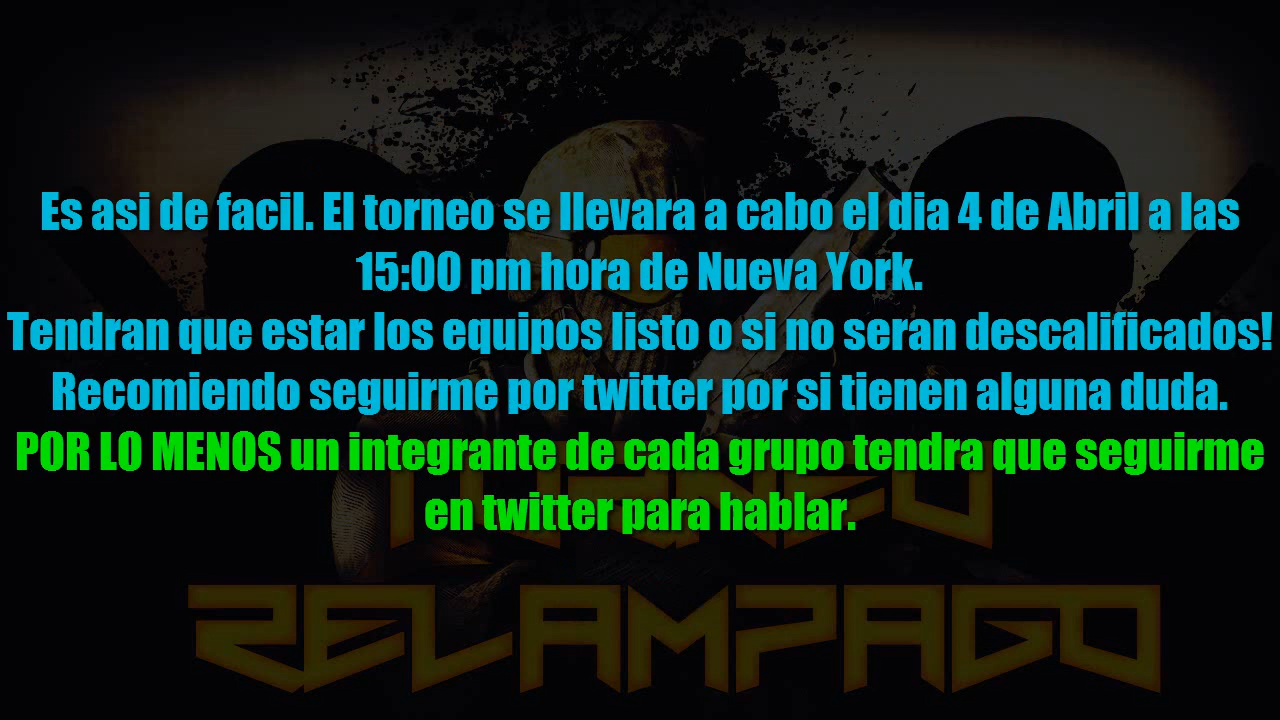 Es asi de facil. El torneo se llevara a cabo el dia 4 de Abril a las
15:00 pm hora de Nueva York.
Tendran que estar los equipos listo o si no seran descalificados!
Recomiendo seguirme por twitter por si tienen alguna duda.
POR LO MENOS un integrante de cada grupo tendra que seguirme
en twitter para hablar.
TORNEO
RELAMPAGO